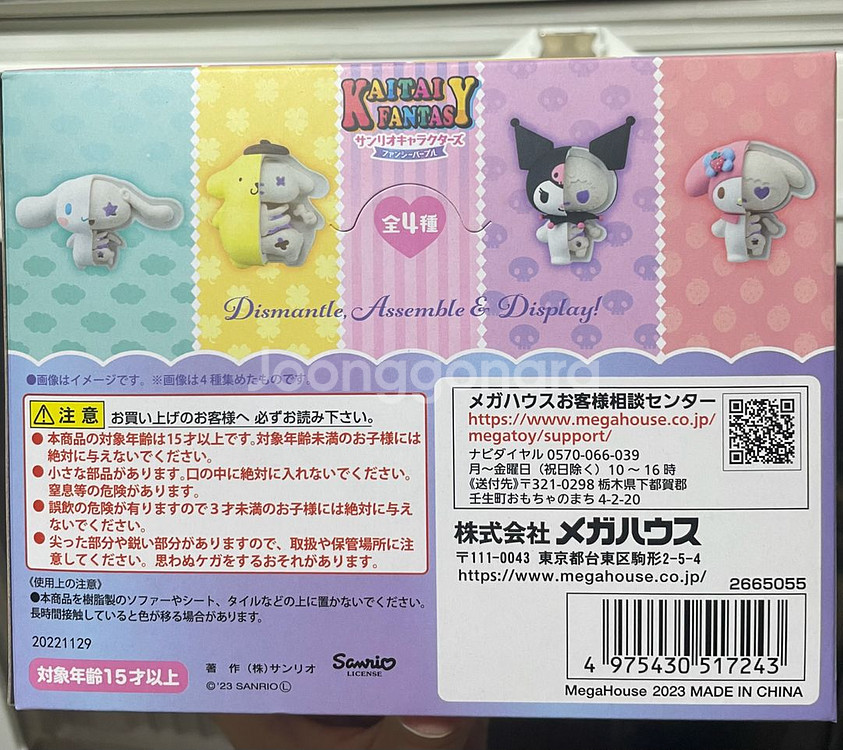 KAITAI
FANTASY
サンリオキャラクターズ
ファンシーパープル
全4種
Dismantle, Assemble & Display!
Joonggonara
●画像はイメージです。※画像は4種集めたものです。
注意 お買い上げのお客様へ 必ずお読み下さい。
●本商品の対象年齢は15才以上です。対象年齢未満のお子様には
絶対に与えないでください。
●小さな部品があります。口の中に絶対に入れないでください。
窒息等の危険があります。
●誤飲の危険が有りますので3才未満のお子様には絶対に与え
ないでください。
●尖った部分や鋭い部分がありますので、取扱や保管場所に注
意してください。思わぬケガをするおそれがあります。
《使用上の注意》
●本商品を樹脂製のソファーやシート、タイルなどの上に置かないでください。
長時間接触していると色が移る場合があります。
20221129
対象年齢15才以上
著 作 (株)サンリオ
©'23 SANRIO Ⓛ
Sanrio
LICENSE
メガハウスお客様相談センター
https://www.megahouse.co.jp/
megatoy/support/
ナビダイヤル 0570-066-039
月~金曜日(祝日除く)10~16時
《送付先》〒321-0298 栃木県下都賀郡
壬生町おもちゃのまち 4-2-20
株式会社 メガハウス
〒111-0043 東京都台東区駒形2-5-4
https://www.megahouse.co.jp/
2665055
4 975430 517243
MegaHouse 2023 MADE IN CHINA